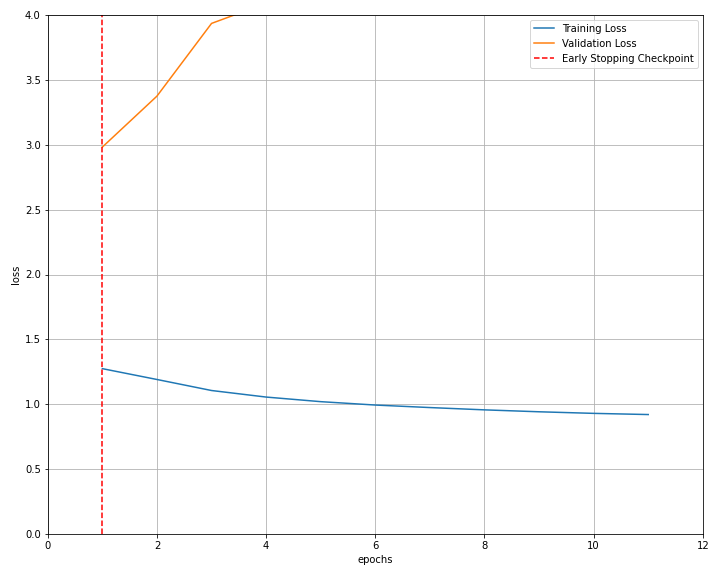 4.0
3.5
3.0
2.5
2.0
1.5
1.0
0.5
0.0
loss
Training Loss
Validation Loss
Early Stopping Checkpoint
0 2 4 6 8 10 12
epochs